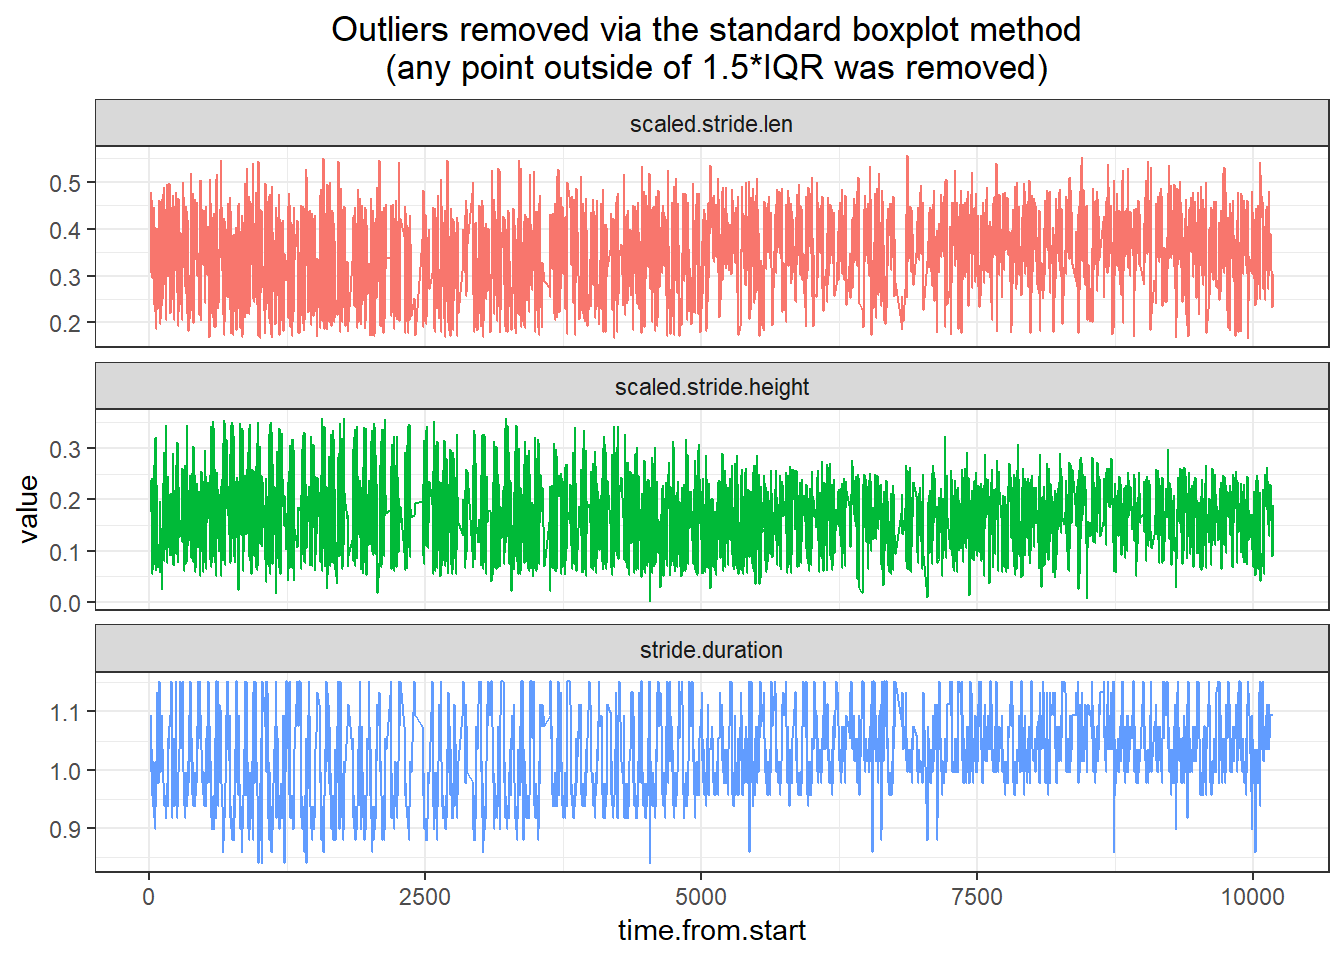 Outliers removed via the standard boxplot method
(any point outside of 1.5*IQR was removed)
scaled.stride.len
0.5
0.4
0.3
0.2
scaled.stride.height
0.3
0.2
0.1
0.0
value
stride.duration
1.1
1.0
0.9
0 2500 5000 7500 10000
time.from.start